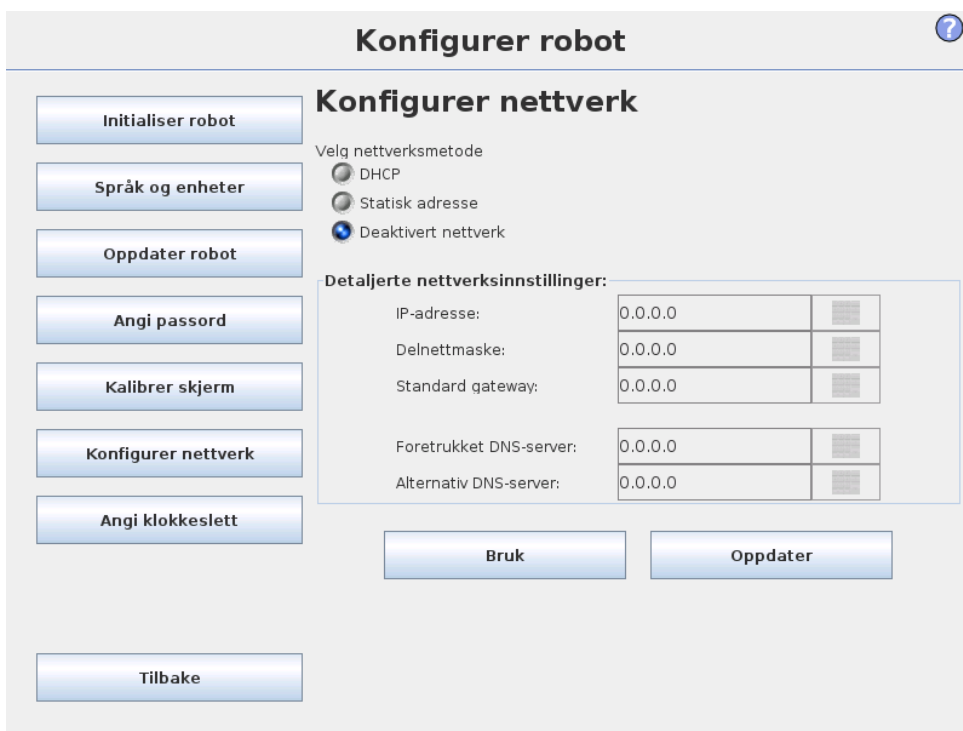 Konfigurer robot
?
Initialiser robot
Språk og enheter
Oppdater robot
Angi passord
Kalibrer skjerm
Konfigurer nettverk
Angi klokkeslett
Tilbake
Konfigurer nettverk
Velg nettverksmetode
DHCP
Statisk adresse
Deaktivert nettverk
Detaljerte nettverksinnstillinger:
IP-adresse: 0.0.0.0
Delnettmaske: 0.0.0.0
Standard gateway: 0.0.0.0
Foretrukket DNS-server: 0.0.0.0
Alternativ DNS-server: 0.0.0.0
Bruk Oppdater